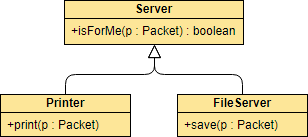 Server
+isForMe(p : Packet) : boolean
Printer
+print(p : Packet)
FileServer
+save(p : Packet)